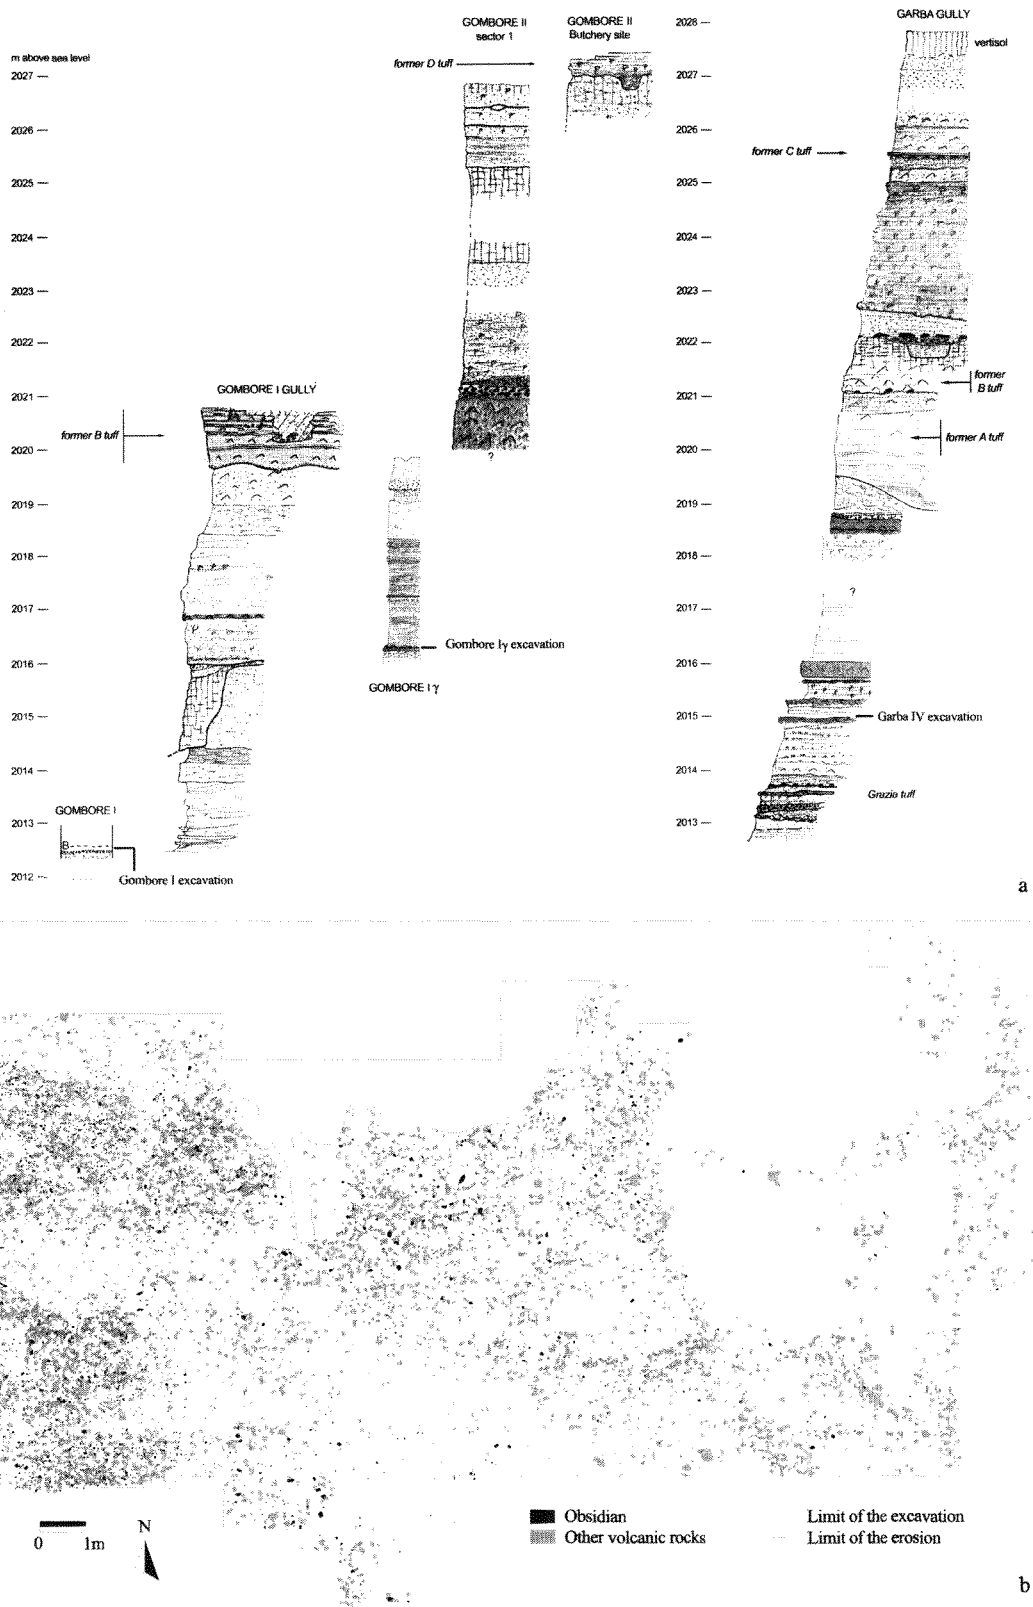 GOMBORE II
sector 1
GOMBORE II
Butchery site
2028
GARBA GULLY
vertisol
m above sea level
former D tuff
2027
2027
2026
2026
former C tuff
2025
2025
2024
2024
2023
2023
2022
2022
GOMBORE I GULLY
former
B tuff
2021
2021
former B tuff
former A tuff
2020
2020
?
2019
2019
2018
2018
?
2017
2017
P
Gombore Iγ excavation
2016
2016
GOMBORE I γ
2015
2015
Garba IV excavation
2014
2014
Grazia tuff
GOMBORE I
2013
2013
B
2012
Gombore I excavation
a
0 1m
N
Obsidian
Other volcanic rocks
Limit of the excavation
Limit of the erosion
b